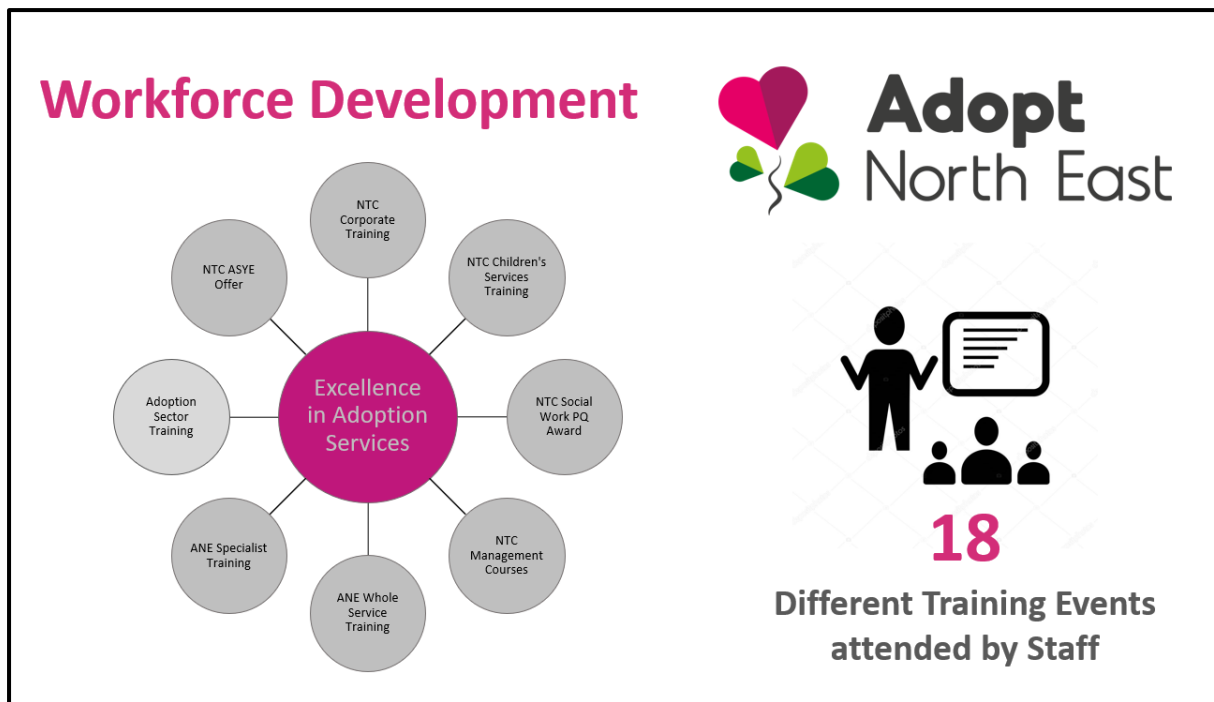 Workforce Development
Adopt
North East
NTC
Corporate
Training
NTC Children's
Services
Training
NTC Social
Work PQ
Award
NTC
Management
Courses
ANE Whole
Service
Training
ANE Specialist
Training
Adoption
Sector
Training
NTC ASYE
Offer
Excellence
in Adoption
Services
18
Different Training Events
attended by Staff